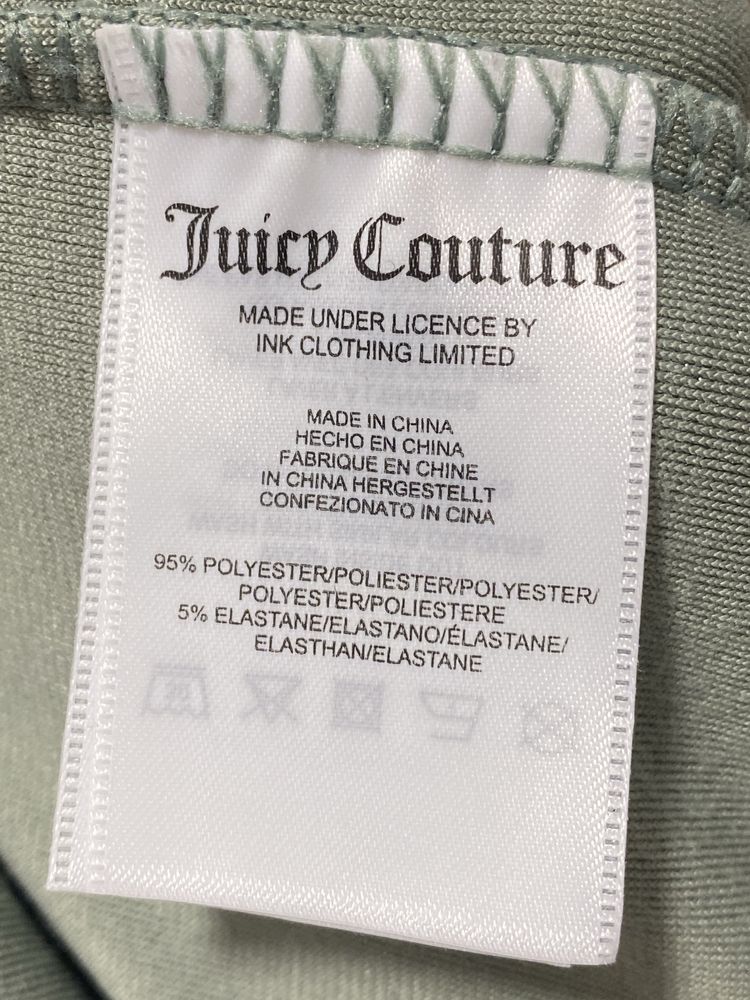 Juicy Couture
MADE UNDER LICENCE BY
INK CLOTHING LIMITED
MADE IN CHINA
HECHO EN CHINA
FABRIQUE EN CHINE
IN CHINA HERGESTELLT
CONFEZIONATO IN CINA
95% POLYESTER/POLIESTER/POLYESTER/
POLYESTER/POLIESTERE
5% ELASTANE/ELASTANO/ÉLASTANE/
ELASTHAN/ELASTANE